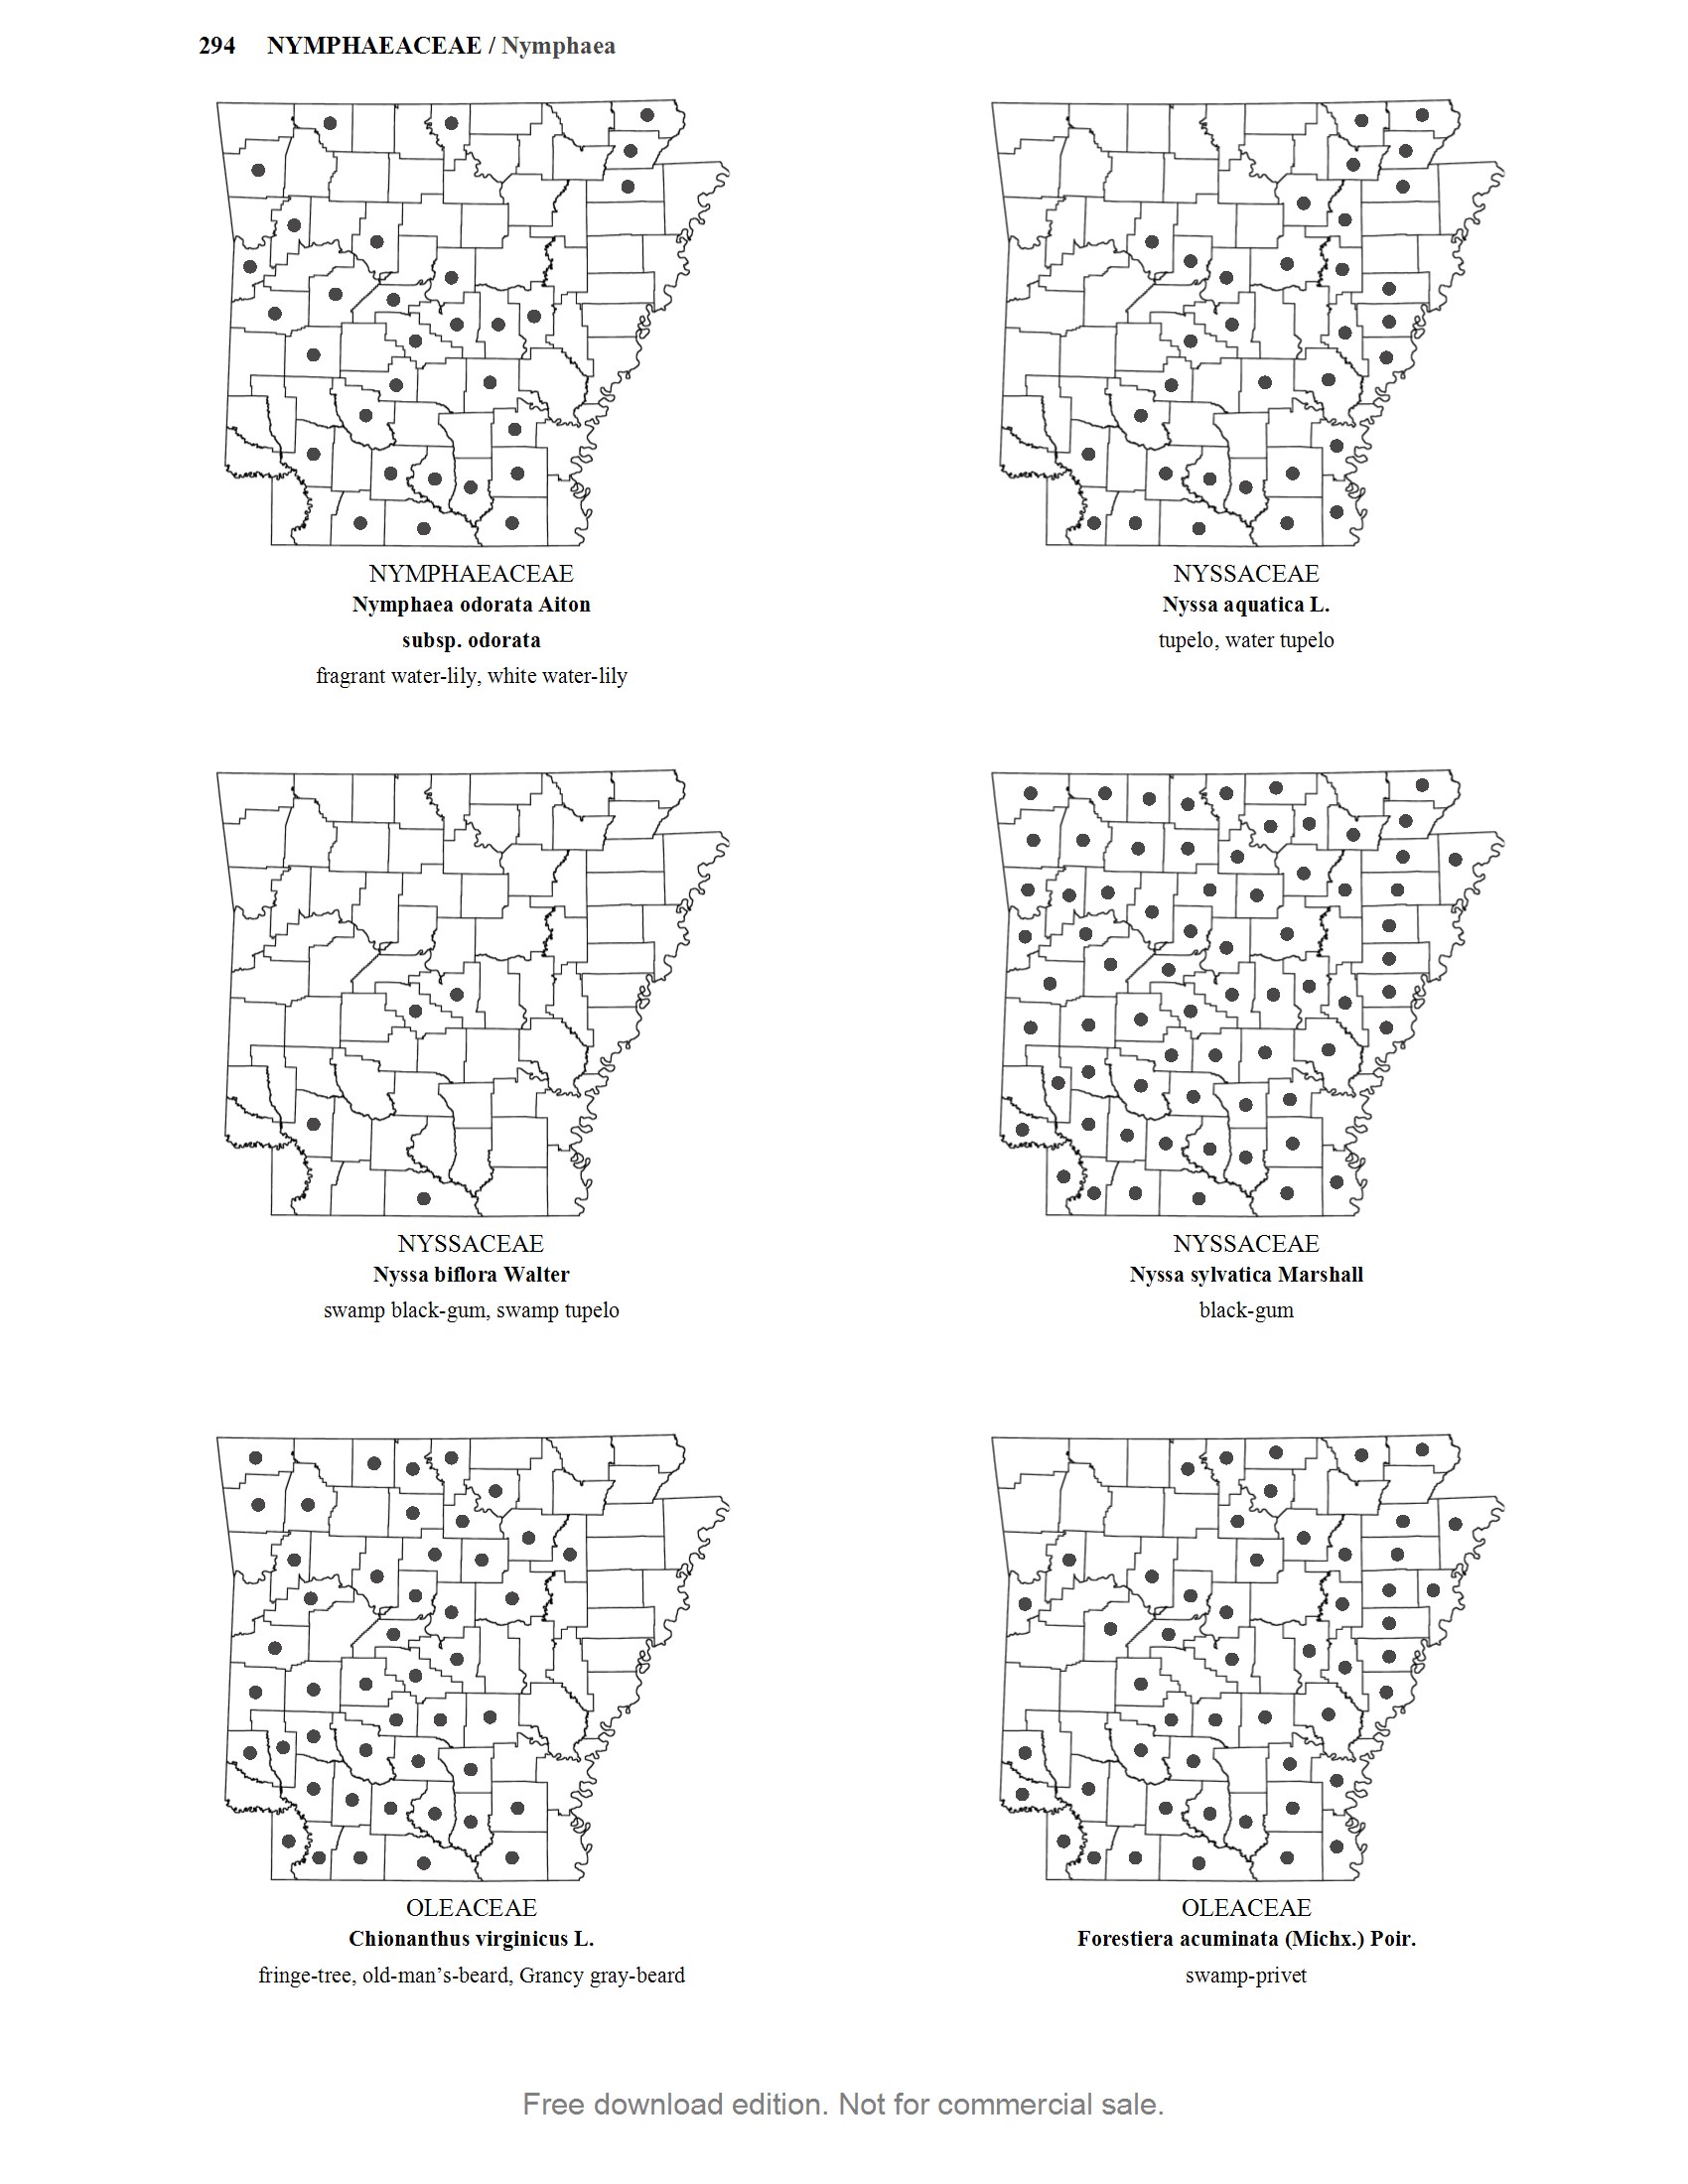 294 NYMPHAEACEAE / Nymphaea
NYMPHAEACEAE
Nymphaea odorata Aiton
subsp. odorata
fragrant water-lily, white water-lily
NYSSACEAE
Nyssa aquatica L.
tupelo, water tupelo
NYSSACEAE
Nyssa biflora Walter
swamp black-gum, swamp tupelo
NYSSACEAE
Nyssa sylvatica Marshall
black-gum
OLEACEAE
Chionanthus virginicus L.
fringe-tree, old-man’s-beard, Grancy gray-beard
OLEACEAE
Forestiera acuminata (Michx.) Poir.
swamp-privet
Free download edition. Not for commercial sale.